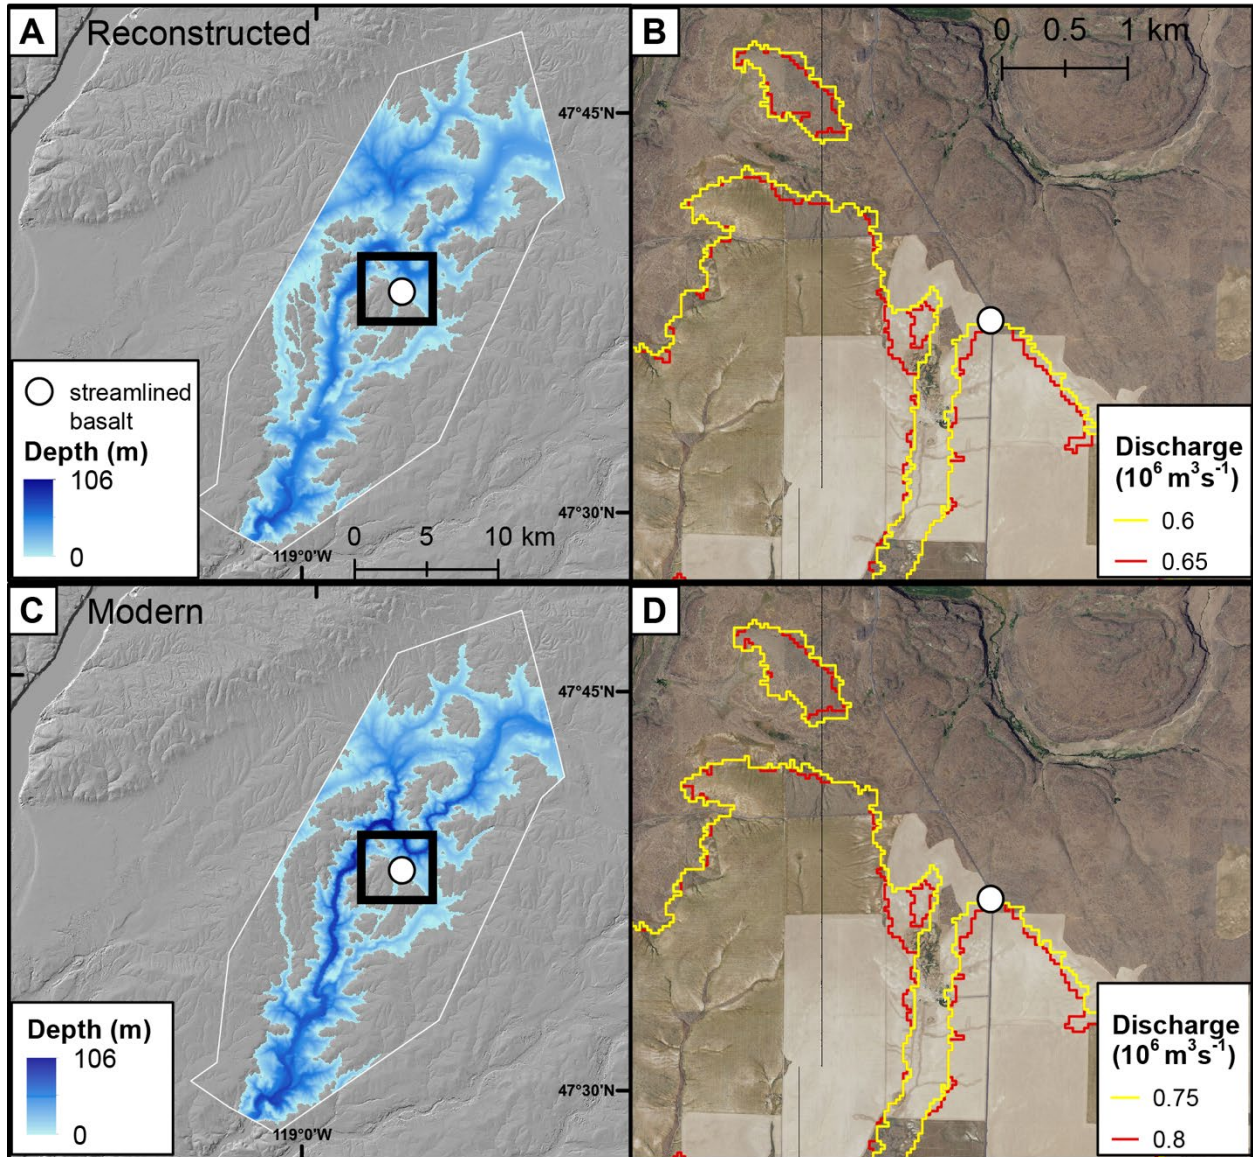 A Reconstructed
47°45'N
streamlined
basalt
Depth (m)
106
0
47°30'N
0 5 10 km
119°0'W
B
0 0.5 1 km
Discharge
(10⁶ m³s⁻¹)
0.6
0.65
C Modern
47°45'N
Depth (m)
106
0
47°30'N
119°0'W
D
Discharge
(10⁶ m³s⁻¹)
0.75
0.8